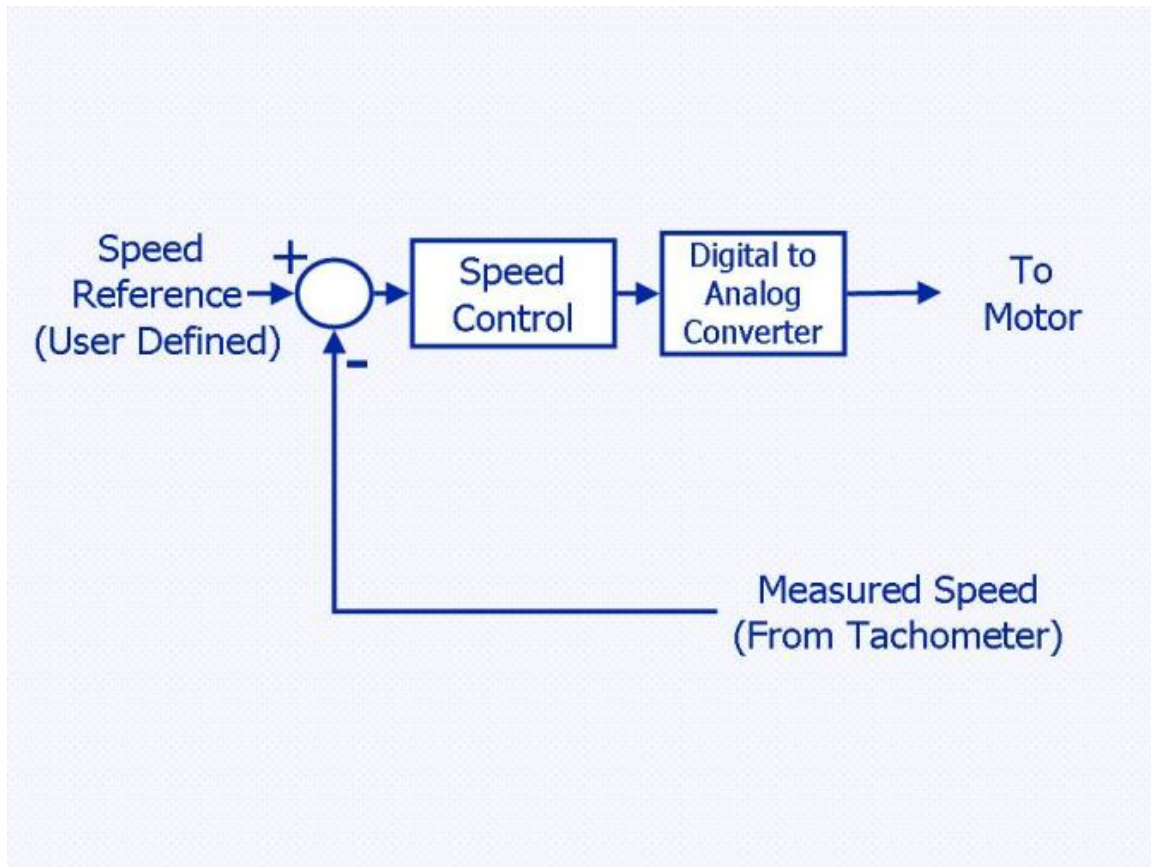 Speed
Reference
(User Defined)
+
-
Speed
Control
Digital to
Analog
Converter
To
Motor
Measured Speed
(From Tachometer)